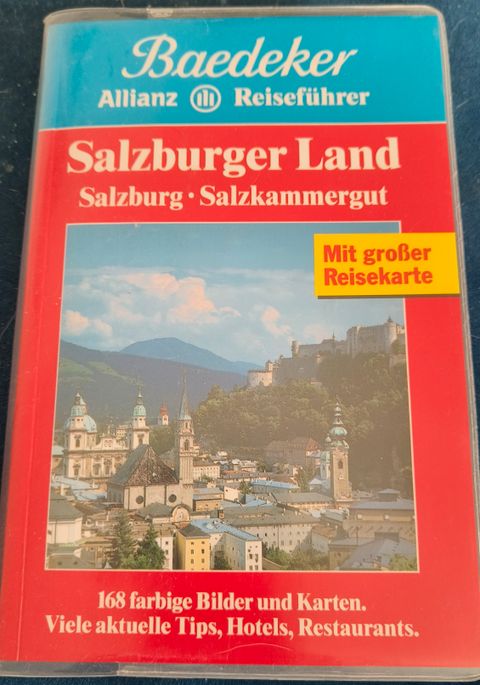 Baedeker
Allianz Reiseführer
Salzburger Land
Salzburg · Salzkammergut
Mit großer
Reisekarte
168 farbige Bilder und Karten.
Viele aktuelle Tips, Hotels, Restaurants.